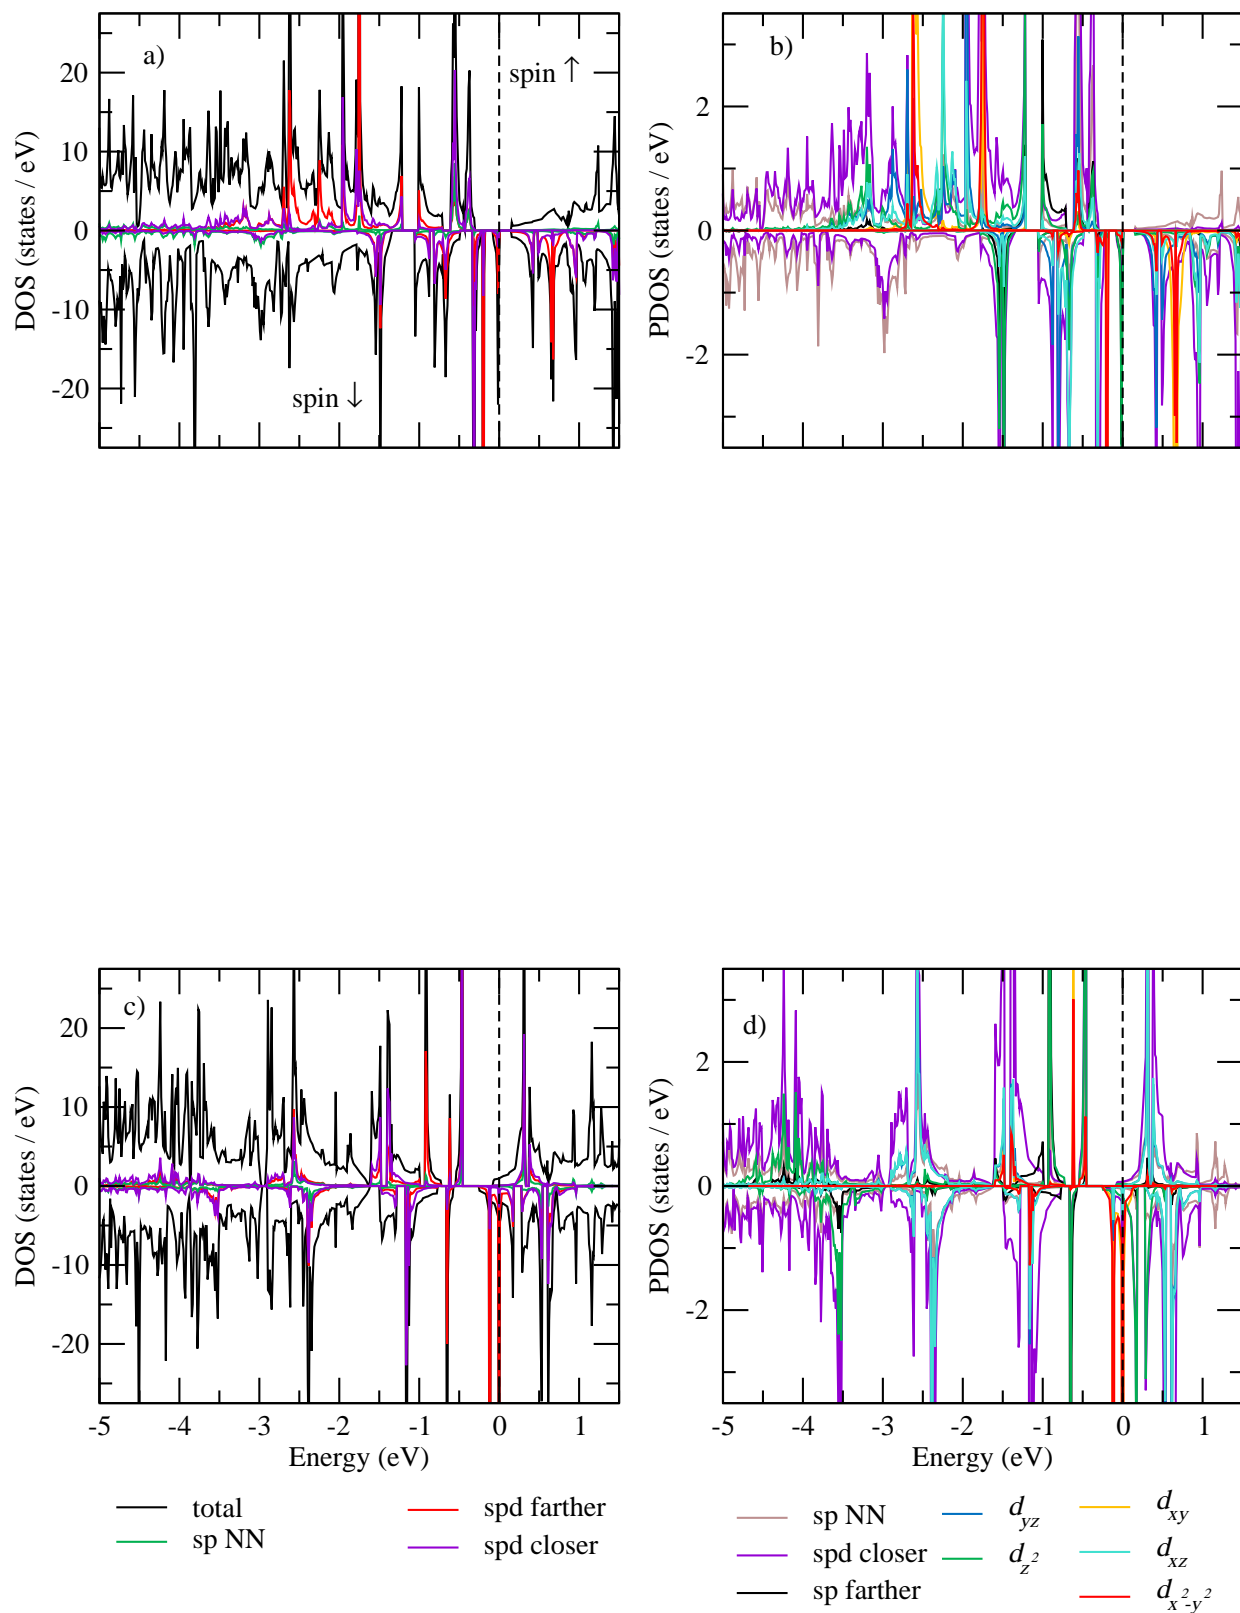 a)
spin ↑
20
10
0
-10
-20
DOS (states / eV)
spin ↓
b)
2
0
-2
PDOS (states / eV)
c)
20
10
0
-10
-20
DOS (states / eV)
-5 -4 -3 -2 -1 0 1
Energy (eV)
d)
2
0
-2
PDOS (states / eV)
-5 -4 -3 -2 -1 0 1
Energy (eV)
total
sp NN
spd farther
spd closer
sp NN
spd closer
sp farther
d_yz
d_z²
d_xy
d_xz
d_x²-y²